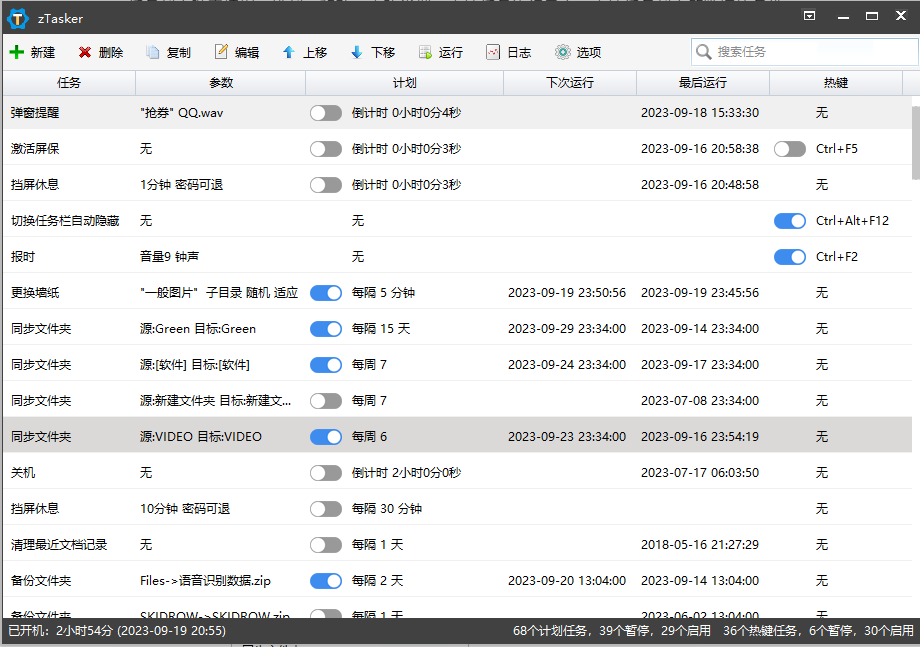 zTasker
新建 删除 复制 编辑 上移 下移 运行 日志 选项 搜索任务
任务 参数 计划 下次运行 最后运行 热键
弹窗提醒 "抢券" QQ.wav 倒计时 0小时0分4秒 2023-09-18 15:33:30 无
激活屏保 无 倒计时 0小时0分3秒 2023-09-16 20:58:38 Ctrl+F5
挡屏休息 1分钟 密码可退 倒计时 0小时0分3秒 2023-09-16 20:48:58 无
切换任务栏自动隐藏 无 无 Ctrl+Alt+F12
报时 音量9 钟声 无 Ctrl+F2
更换墙纸 "一般图片" 子目录 随机 适应 每隔 5 分钟 2023-09-19 23:50:56 2023-09-19 23:45:56 无
同步文件夹 源:Green 目标:Green 每隔 15 天 2023-09-29 23:34:00 2023-09-14 23:34:00 无
同步文件夹 源:[软件] 目标:[软件] 每周 7 2023-09-24 23:34:00 2023-09-17 23:34:00 无
同步文件夹 源:新建文件夹 目标:新建文... 每周 7 2023-07-08 23:34:00 无
同步文件夹 源:VIDEO 目标:VIDEO 每周 6 2023-09-23 23:34:00 2023-09-16 23:54:19 无
关机 无 倒计时 2小时0分0秒 2023-07-17 06:03:50 无
挡屏休息 10分钟 密码可退 每隔 30 分钟 无
清理最近文档记录 无 每隔 1 天 2018-05-16 21:27:29 无
备份文件夹 Files->语音识别数据.zip 每隔 2 天 2023-09-20 13:04:00 2023-09-14 13:04:00 无
备份文件夹 SKIDROW->SKIDROW.zip 每隔 1 天 2023-06-02 13:04:00 无
已开机：2小时54分 (2023-09-19 20:55) 68个计划任务，39个暂停，29个启用 36个热键任务，6个暂停，30个启用